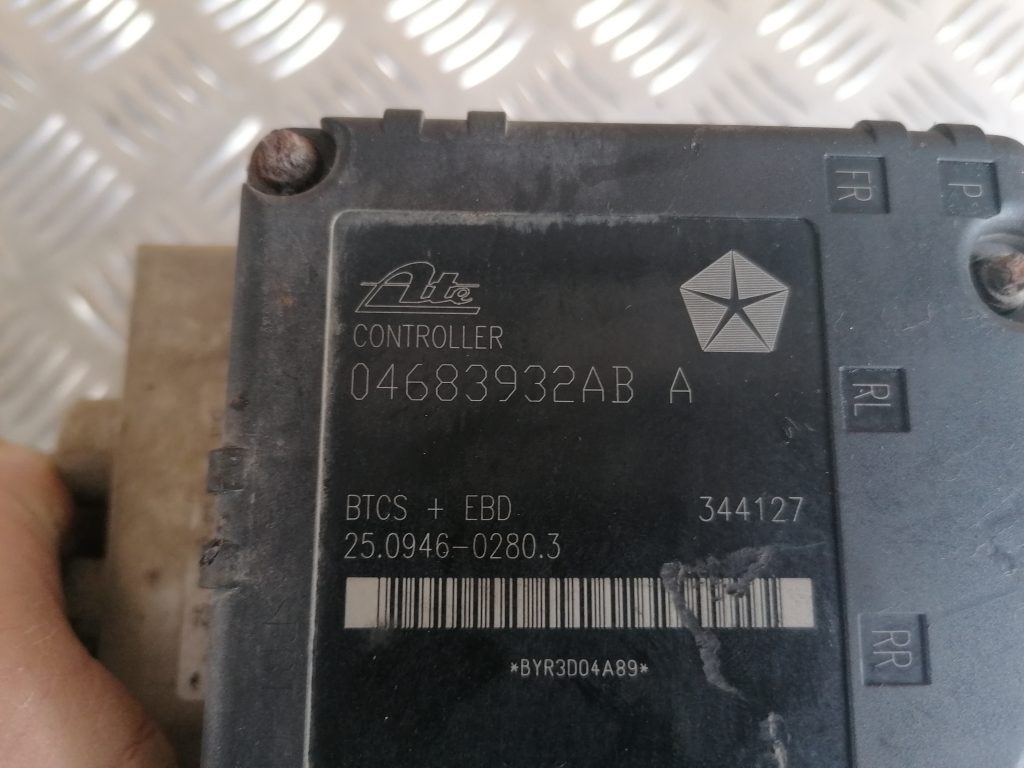 FR
P
Ate
CONTROLLER
04683932AB A
RL
BTCS + EBD 344127
25.0946-0280.3
RR
*BYR3D04A89*